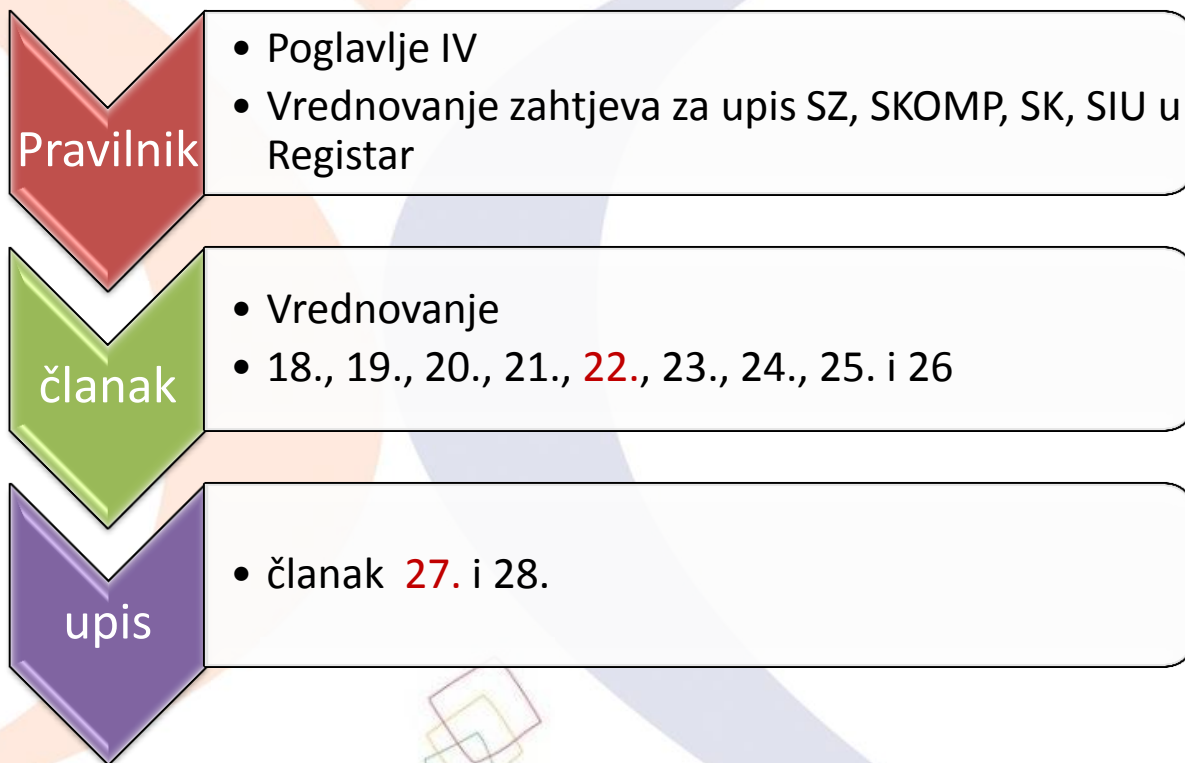 Pravilnik
• Poglavlje IV
• Vrednovanje zahtjeva za upis SZ, SKOMP, SK, SIU u
Registar
članak
• Vrednovanje
• 18., 19., 20., 21., 22., 23., 24., 25. i 26
upis
• članak  27. i 28.